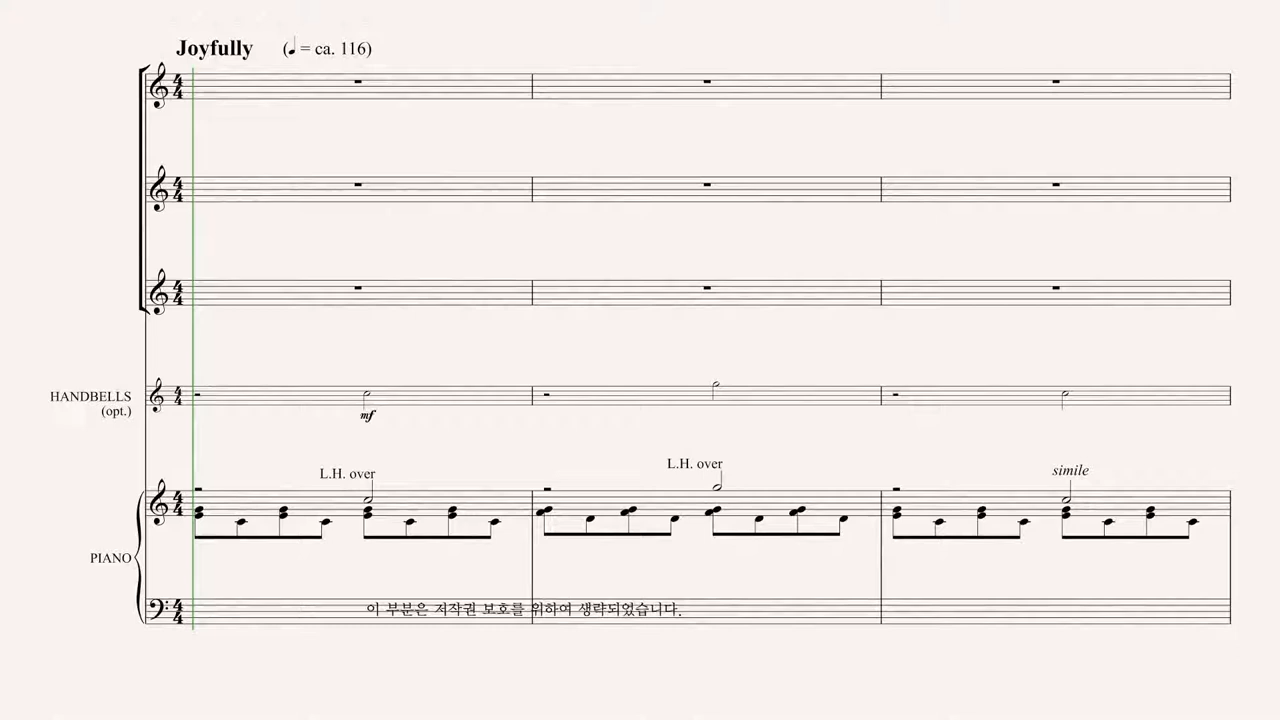 Joyfully (♩ = ca. 116)
HANDBELLS
(opt.)
mf
L.H. over
L.H. over
simile
PIANO
이 부분은 저작권 보호를 위하여 생략되었습니다.